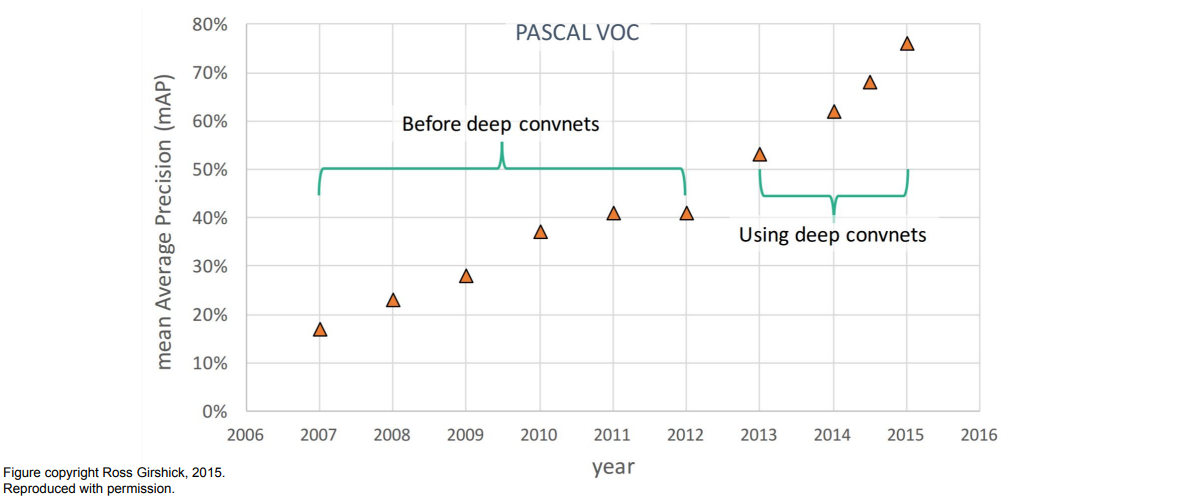 PASCAL VOC
80%
70%
60%
50%
40%
30%
20%
10%
0%
mean Average Precision (mAP)
Before deep convnets
Using deep convnets
2006 2007 2008 2009 2010 2011 2012 2013 2014 2015 2016
year
Figure copyright Ross Girshick, 2015.
Reproduced with permission.